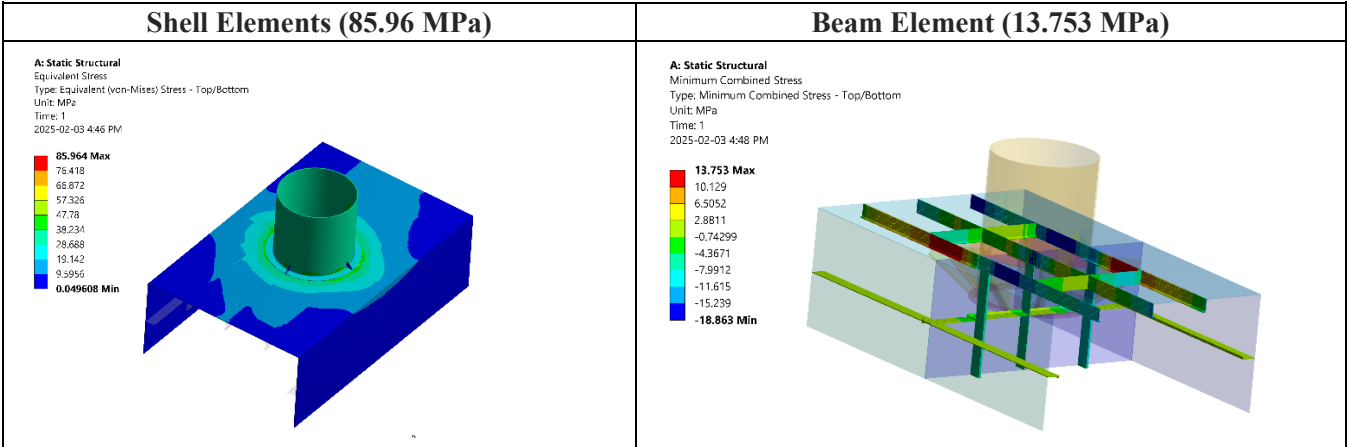 Shell Elements (85.96 MPa)
Beam Element (13.753 MPa)
A: Static Structural
Equivalent Stress
Type: Equivalent (von-Mises) Stress - Top/Bottom
Unit: MPa
Time: 1
2025-02-03 4:46 PM
85.964 Max
76.418
66.872
57.326
47.78
38.234
28.688
19.142
9.5956
0.049608 Min
A: Static Structural
Minimum Combined Stress
Type: Minimum Combined Stress - Top/Bottom
Unit: MPa
Time: 1
2025-02-03 4:48 PM
13.753 Max
10.129
6.5052
2.8811
-0.74299
-4.3671
-7.9912
-11.615
-15.239
-18.863 Min